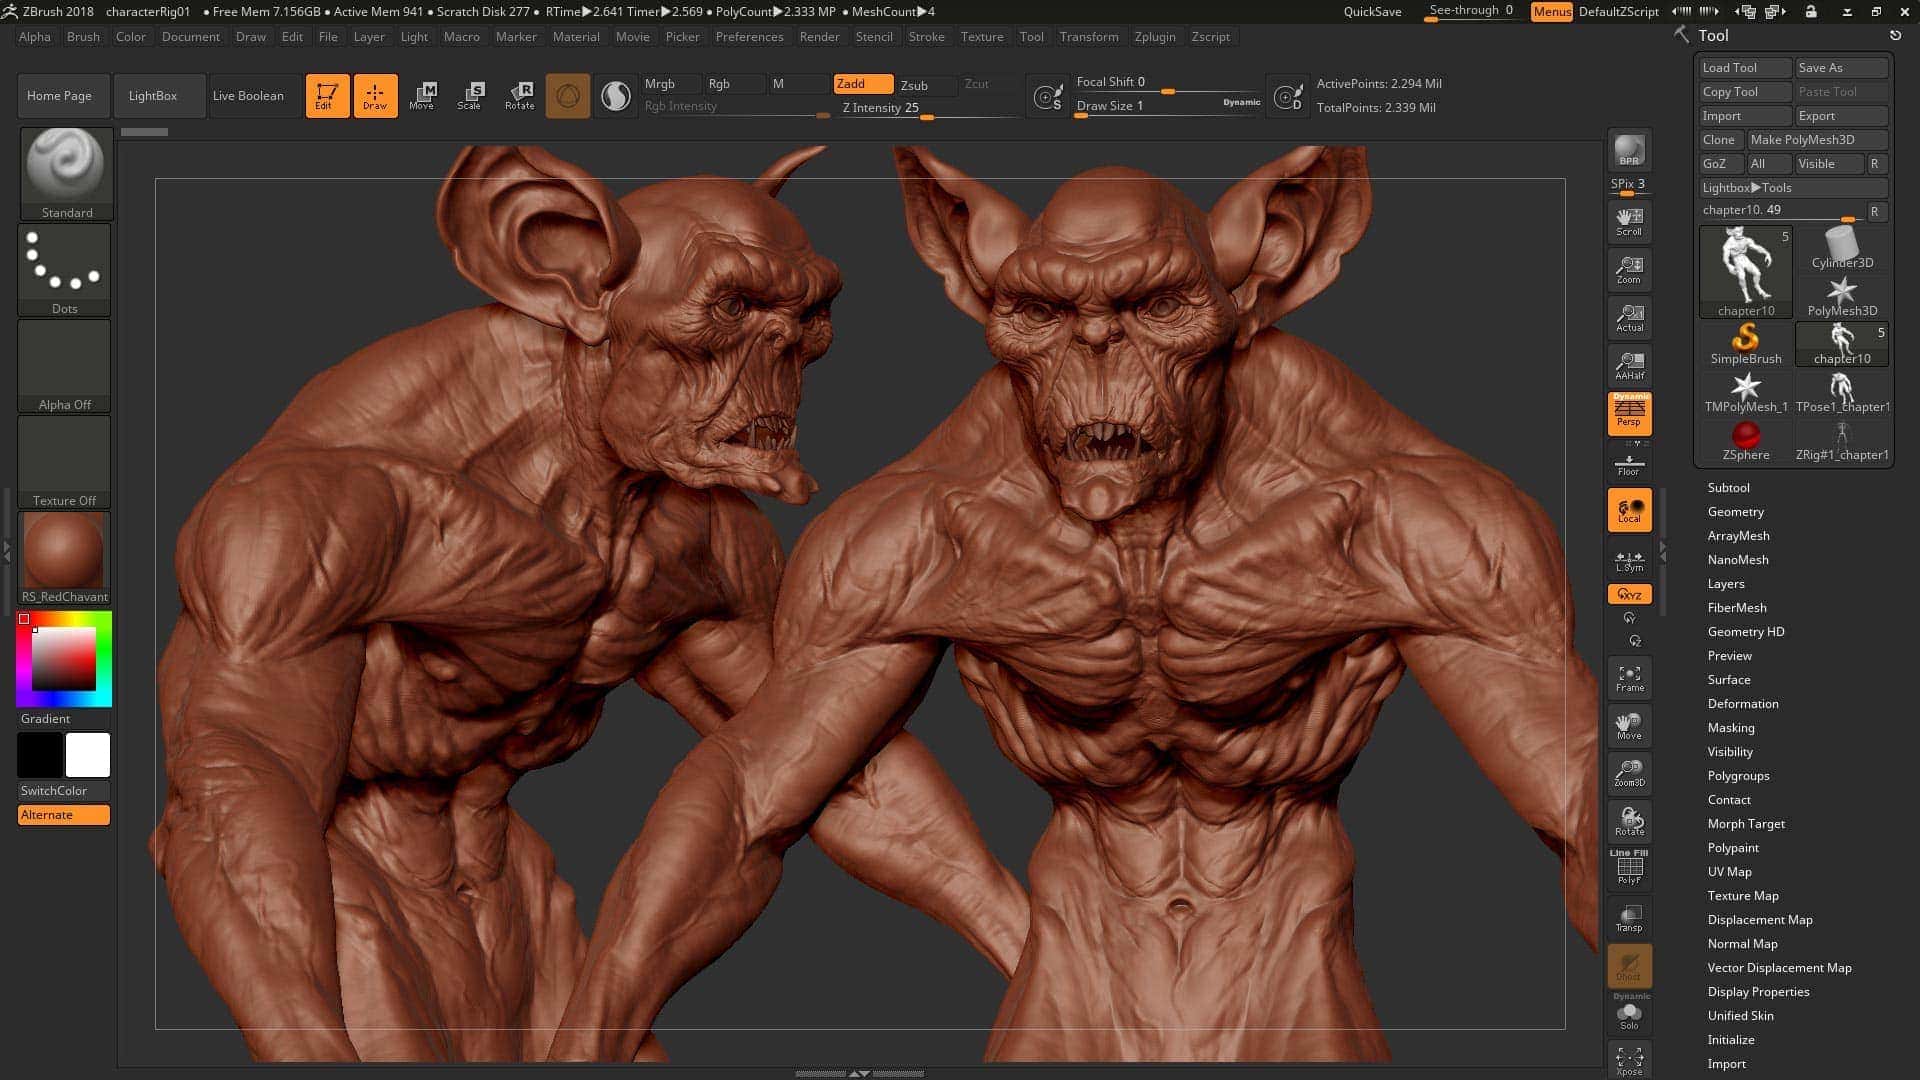 ZBrush 2018 characterRig01 • Free Mem 7.156GB • Active Mem 941 • Scratch Disk 277 • RTime▶2.641 Timer▶2.569 • PolyCount▶2.333 MP • MeshCount▶4 QuickSave See-through 0 Menus DefaultZScript
Alpha Brush Color Document Draw Edit File Layer Light Macro Marker Material Movie Picker Preferences Render Stencil Stroke Texture Tool Transform Zplugin Zscript
Home Page LightBox Live Boolean Edit Draw Move Scale Rotate
M S R
Mrgb Rgb M Zadd Zsub Zcut
Rgb Intensity Z Intensity 25
S Focal Shift 0
Draw Size 1 Dynamic
D ActivePoints: 2.294 Mil
TotalPoints: 2.339 Mil
Standard
Dots
Alpha Off
Texture Off
RS_RedChavant
Gradient
SwitchColor
Alternate
BPR
SPix 3
Scroll
Zoom
Actual
AAHalf
Dynamic
Persp
Floor
Local
L.Sym
XYZ
Y
Z
Frame
Move
Zoom3D
Rotate
Line Fill
PolyF
Transp
Ghost
Dynamic
Solo
Xpose
Tool
Load Tool Save As
Copy Tool Paste Tool
Import Export
Clone Make PolyMesh3D
GoZ All Visible R
Lightbox▶Tools
chapter10. 49 R
5
chapter10 Cylinder3D
PolyMesh3D
SimpleBrush 5 chapter10
TMPolyMesh_1 TPose1_chapter1
ZSphere ZRig#1_chapter1
Subtool
Geometry
ArrayMesh
NanoMesh
Layers
FiberMesh
Geometry HD
Preview
Surface
Deformation
Masking
Visibility
Polygroups
Contact
Morph Target
Polypaint
UV Map
Texture Map
Displacement Map
Normal Map
Vector Displacement Map
Display Properties
Unified Skin
Initialize
Import